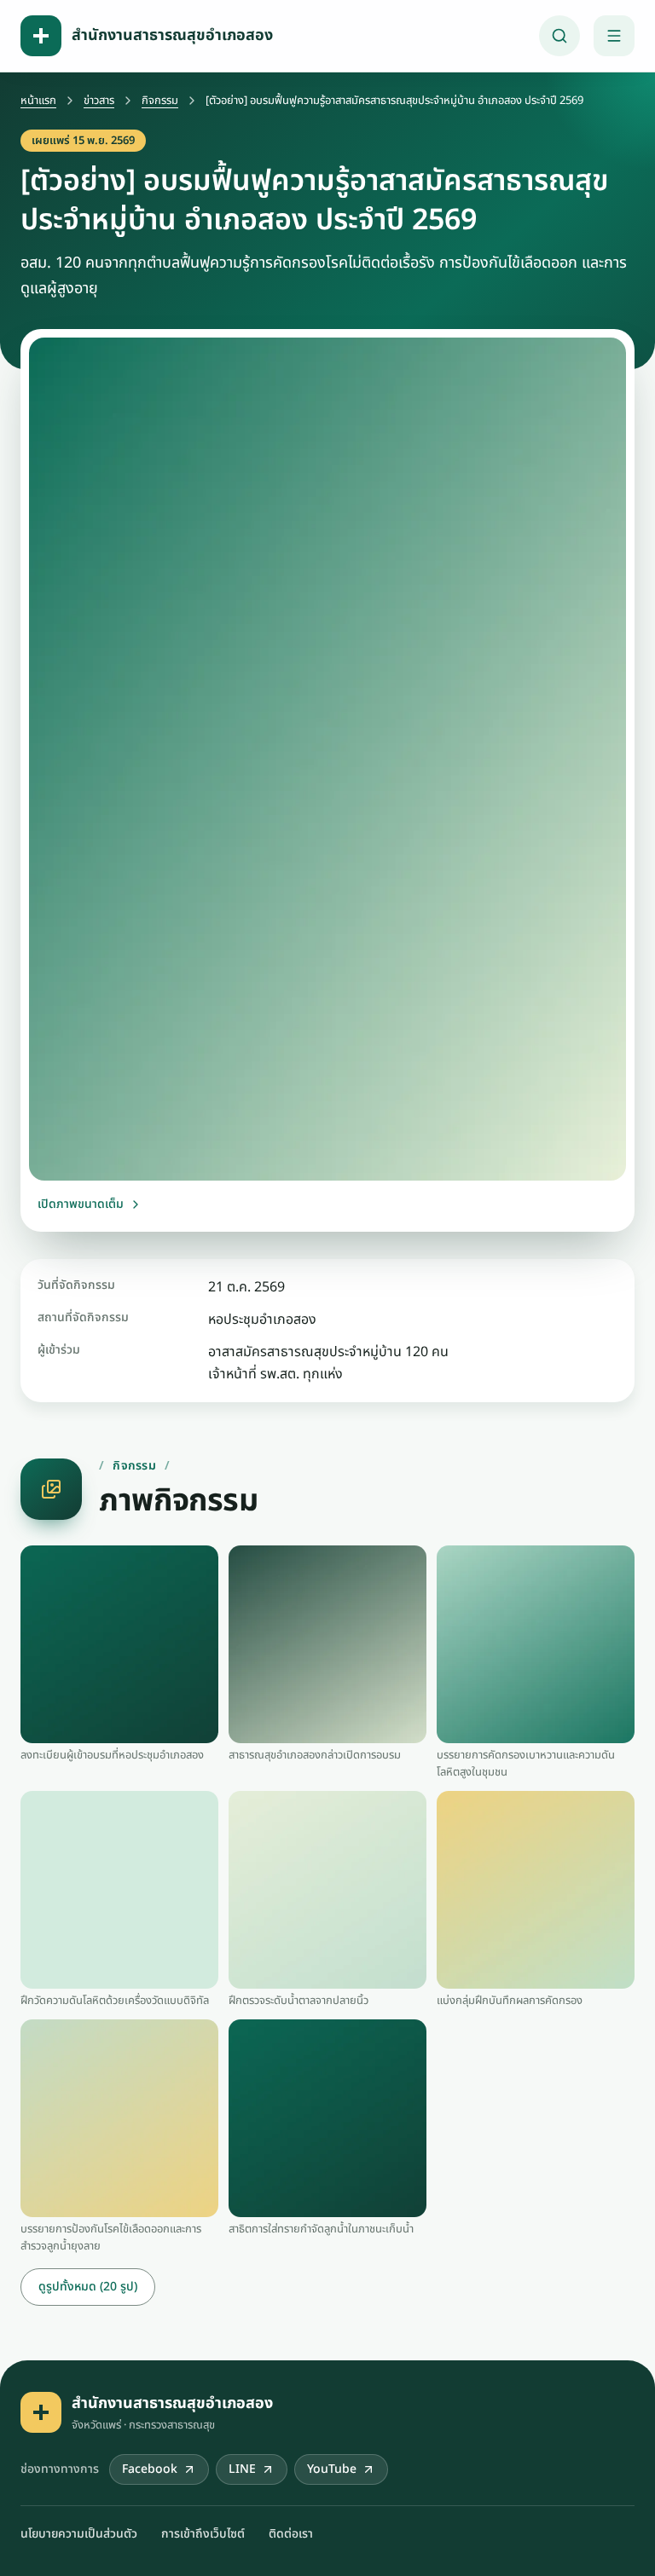 สำนักงานสาธารณสุขอำเภอสอง
หน้าแรก > ข่าวสาร > กิจกรรม > [ตัวอย่าง] อบรมฟื้นฟูความรู้อาสาสมัครสาธารณสุขประจำหมู่บ้าน อำเภอสอง ประจำปี 2569
เผยแพร่ 15 พ.ย. 2569
[ตัวอย่าง] อบรมฟื้นฟูความรู้อาสาสมัครสาธารณสุข
ประจำหมู่บ้าน อำเภอสอง ประจำปี 2569
อสม. 120 คนจากทุกตำบลฟื้นฟูความรู้การคัดกรองโรคไม่ติดต่อเรื้อรัง การป้องกันไข้เลือดออก และการ
ดูแลผู้สูงอายุ
เปิดภาพขนาดเต็ม
วันที่จัดกิจกรรม 21 ต.ค. 2569
สถานที่จัดกิจกรรม หอประชุมอำเภอสอง
ผู้เข้าร่วม อาสาสมัครสาธารณสุขประจำหมู่บ้าน 120 คน
เจ้าหน้าที่ รพ.สต. ทุกแห่ง
/ กิจกรรม /
ภาพกิจกรรม
ลงทะเบียนผู้เข้าอบรมที่หอประชุมอำเภอสอง
สาธารณสุขอำเภอสองกล่าวเปิดการอบรม
บรรยายการคัดกรองเบาหวานและความดัน
โลหิตสูงในชุมชน
ฝึกวัดความดันโลหิตด้วยเครื่องวัดแบบดิจิทัล
ฝึกตรวจระดับน้ำตาลจากปลายนิ้ว
แบ่งกลุ่มฝึกบันทึกผลการคัดกรอง
บรรยายการป้องกันโรคไข้เลือดออกและการ
สำรวจลูกน้ำยุงลาย
สาธิตการใส่ทรายกำจัดลูกน้ำในภาชนะเก็บน้ำ
ดูรูปทั้งหมด (20 รูป)
สำนักงานสาธารณสุขอำเภอสอง
จังหวัดแพร่ · กระทรวงสาธารณสุข
ช่องทางทางการ Facebook LINE YouTube
นโยบายความเป็นส่วนตัว การเข้าถึงเว็บไซต์ ติดต่อเรา